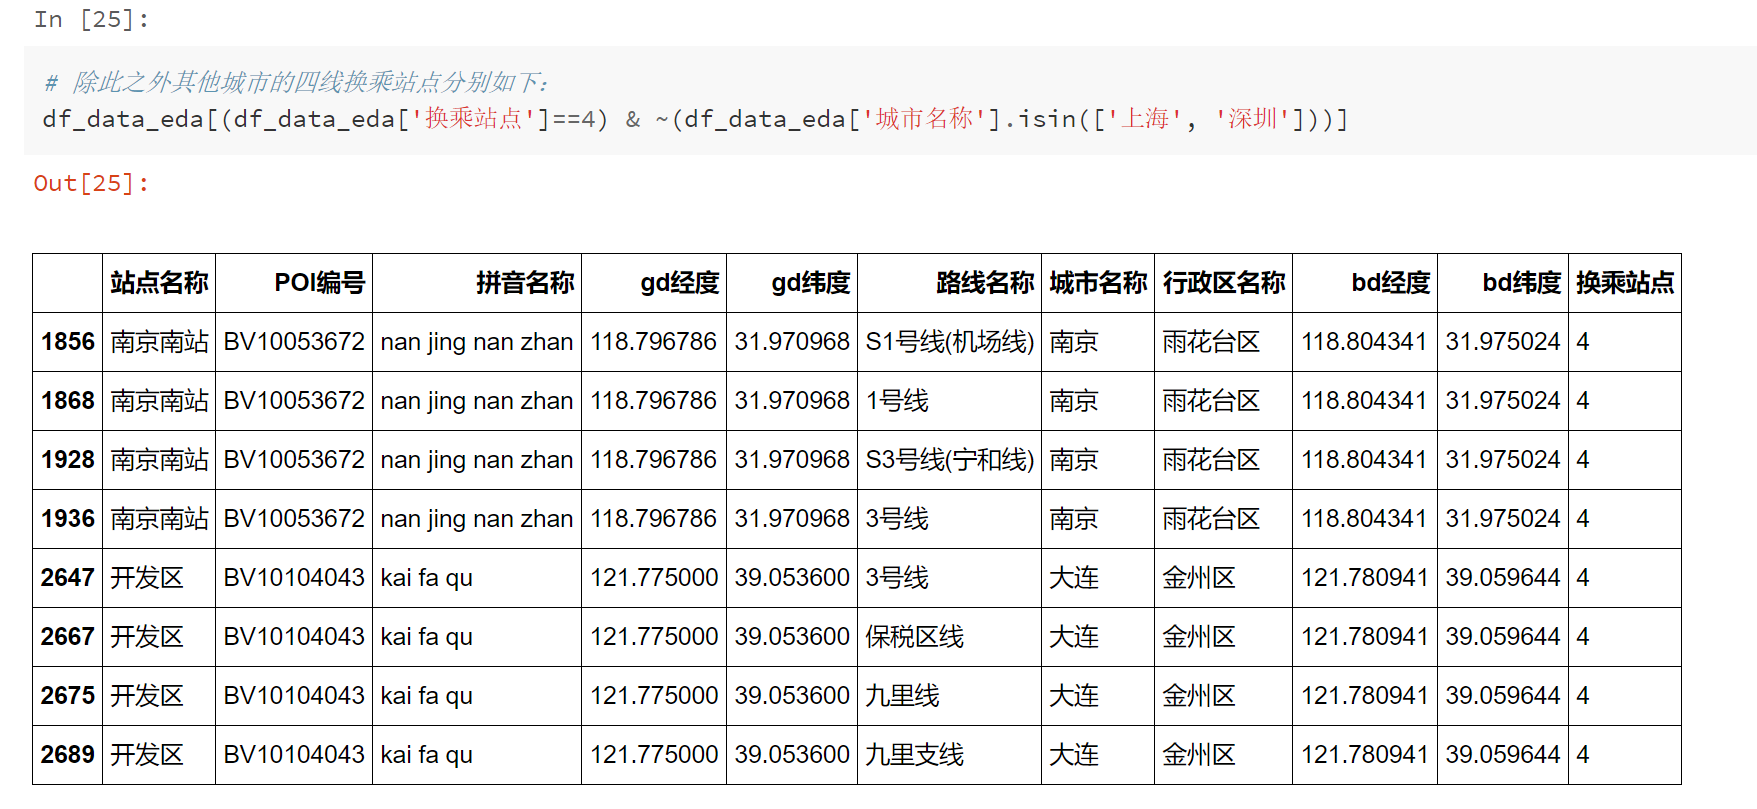 In [25]:
# 除此之外其他城市的四线换乘站点分别如下：
df_data_eda[(df_data_eda['换乘站点']==4) & ~(df_data_eda['城市名称'].isin(['上海', '深圳']))]
Out[25]:
站点名称 POI编号 拼音名称 gd经度 gd纬度 路线名称 城市名称 行政区名称 bd经度 bd纬度 换乘站点
1856 南京南站 BV10053672 nan jing nan zhan 118.796786 31.970968 S1号线(机场线) 南京 雨花台区 118.804341 31.975024 4
1868 南京南站 BV10053672 nan jing nan zhan 118.796786 31.970968 1号线 南京 雨花台区 118.804341 31.975024 4
1928 南京南站 BV10053672 nan jing nan zhan 118.796786 31.970968 S3号线(宁和线) 南京 雨花台区 118.804341 31.975024 4
1936 南京南站 BV10053672 nan jing nan zhan 118.796786 31.970968 3号线 南京 雨花台区 118.804341 31.975024 4
2647 开发区 BV10104043 kai fa qu 121.775000 39.053600 3号线 大连 金州区 121.780941 39.059644 4
2667 开发区 BV10104043 kai fa qu 121.775000 39.053600 保税区线 大连 金州区 121.780941 39.059644 4
2675 开发区 BV10104043 kai fa qu 121.775000 39.053600 九里线 大连 金州区 121.780941 39.059644 4
2689 开发区 BV10104043 kai fa qu 121.775000 39.053600 九里支线 大连 金州区 121.780941 39.059644 4